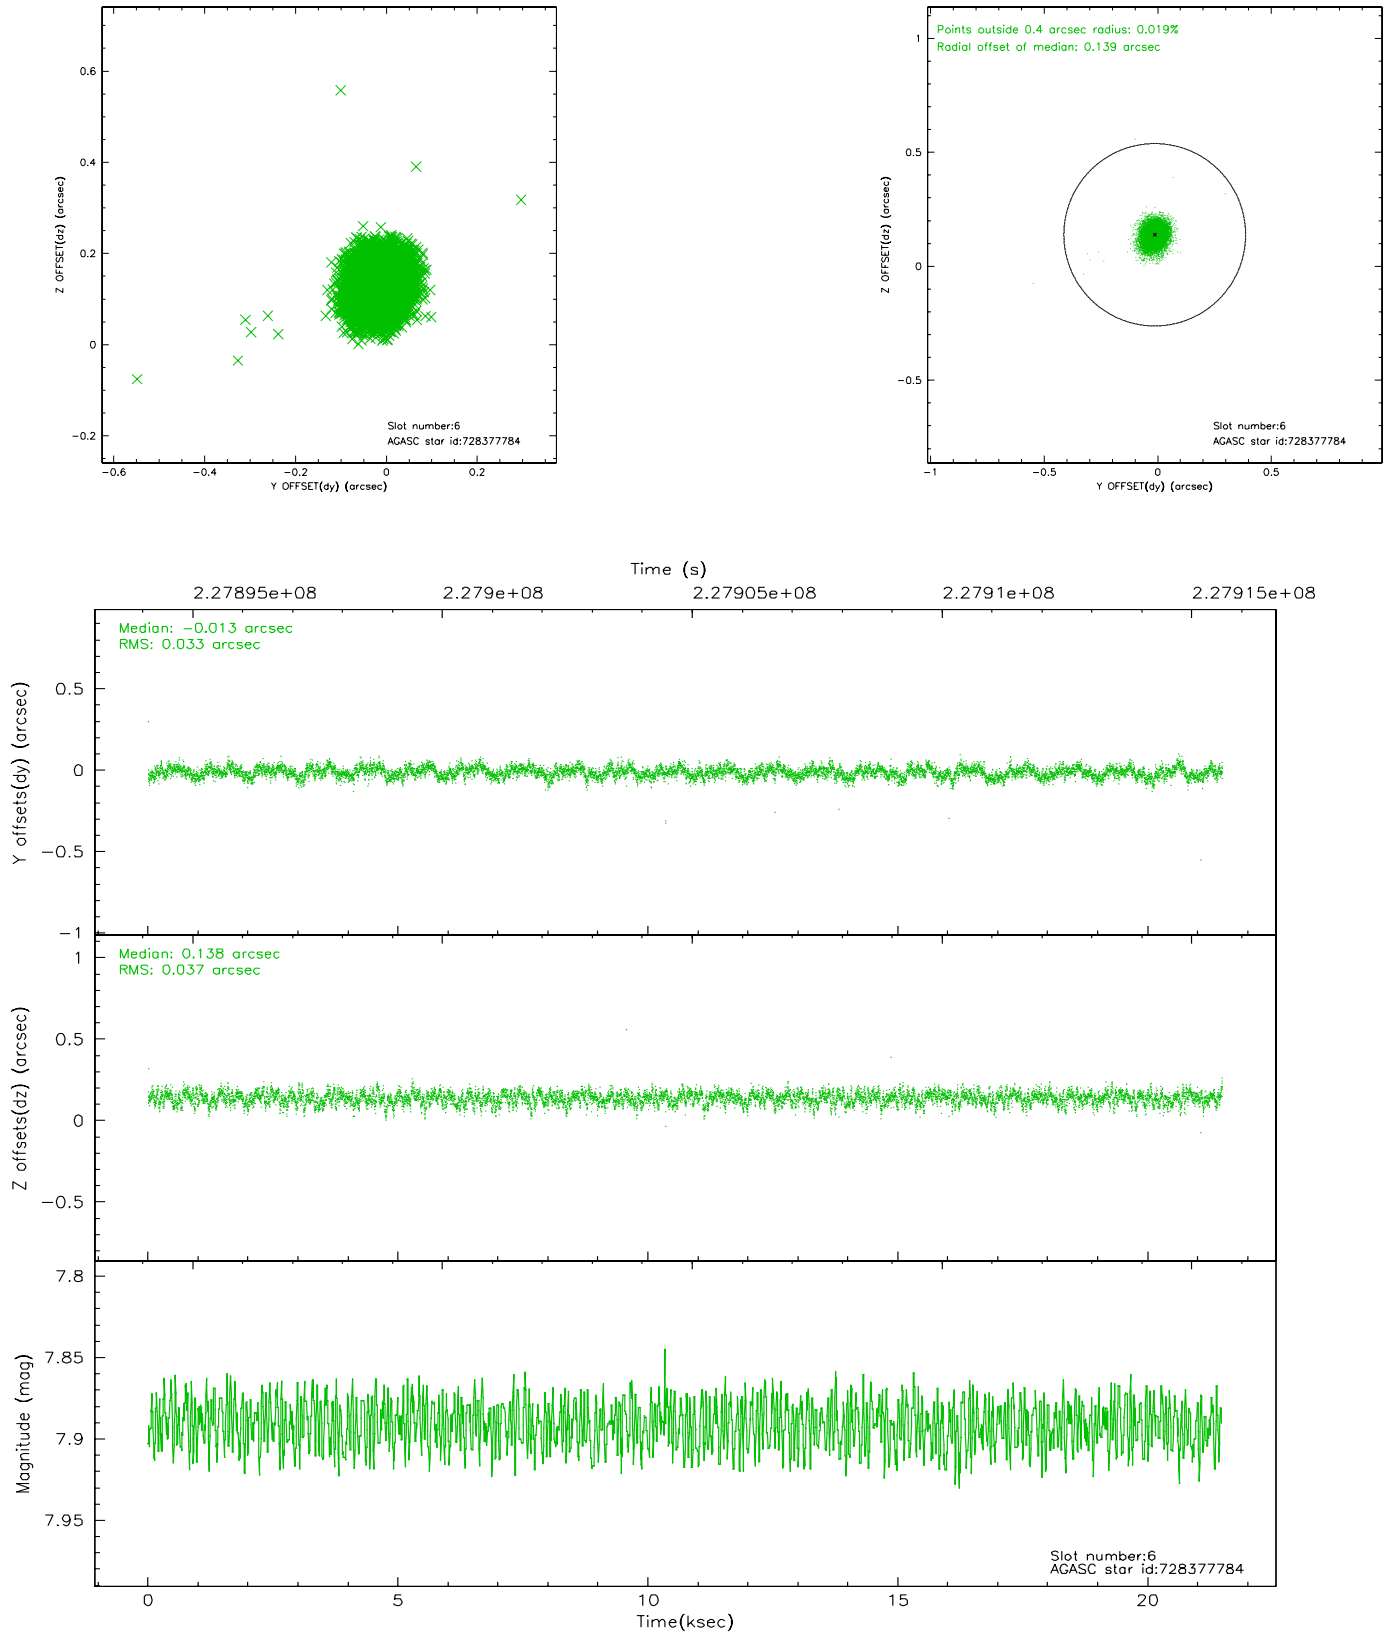 0.6
0.4
0.2
0
−0.2
−0.6
−0.4
−0.2
0
0.2
Z OFFSET(dz) (arcsec)
Y OFFSET(dy) (arcsec)
Slot number:6
AGASC star id:728377784
Points outside 0.4 arcsec radius: 0.019%
Radial offset of median: 0.139 arcsec
1
0.5
0
−0.5
−1
−0.5
0
0.5
Z OFFSET(dz) (arcsec)
Y OFFSET(dy) (arcsec)
Slot number:6
AGASC star id:728377784
Time (s)
2.27895e+08
2.279e+08
2.27905e+08
2.2791e+08
2.27915e+08
Median: −0.013 arcsec
RMS: 0.033 arcsec
0.5
0
−0.5
−1
Y offsets(dy) (arcsec)
Median: 0.138 arcsec
RMS: 0.037 arcsec
1
0.5
0
−0.5
Z offsets(dz) (arcsec)
7.8
7.85
7.9
7.95
Magnitude (mag)
Slot number:6
AGASC star id:728377784
0
5
10
15
20
Time(ksec)